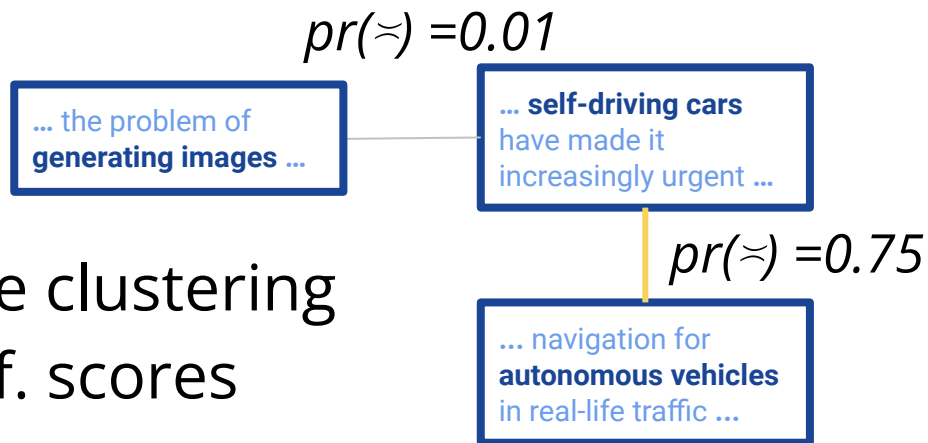 pr(≍) =0.01
... the problem of
generating images ...
... self-driving cars
have made it
increasingly urgent ...
pr(≍) =0.75
e clustering
f. scores
... navigation for
autonomous vehicles
in real-life traffic ...